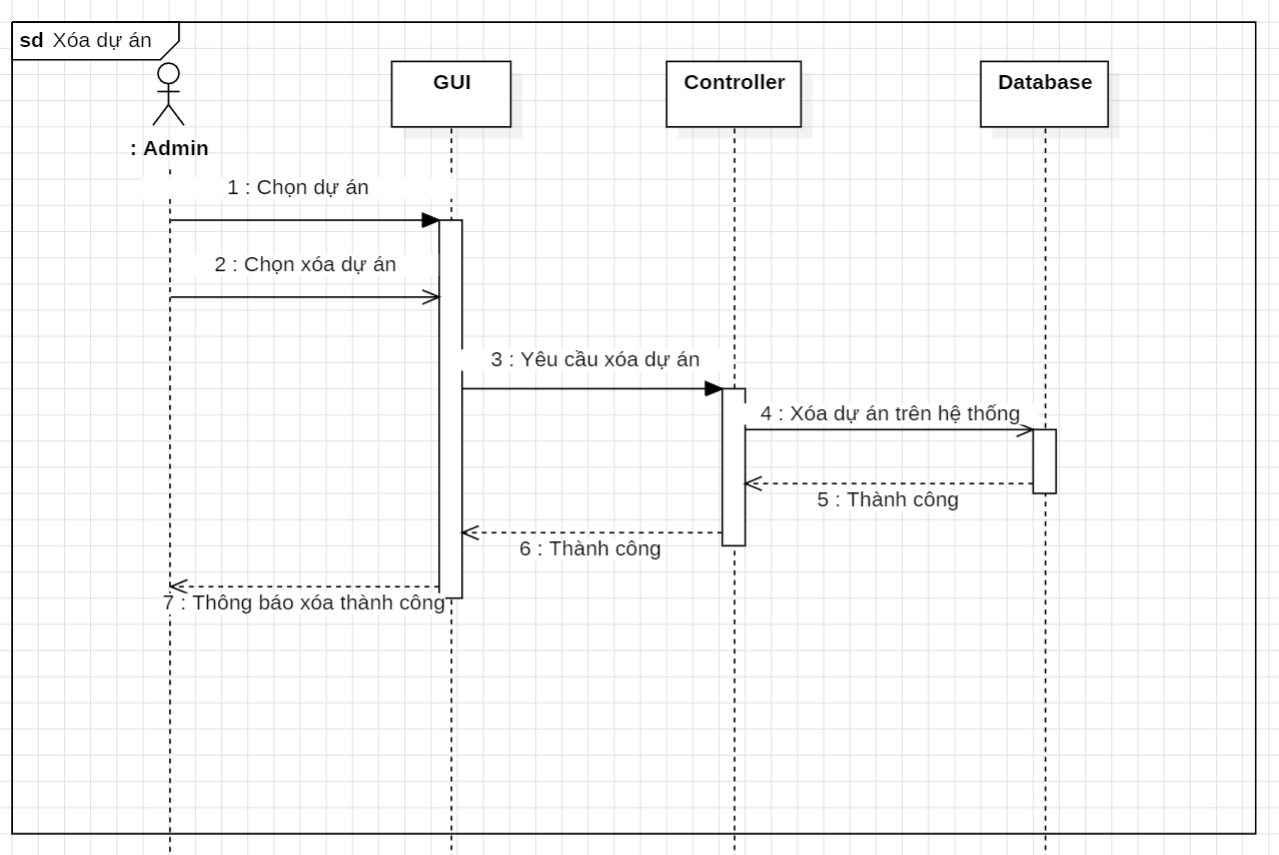 sd Xóa dự án
GUI
Controller
Database
: Admin
1 : Chọn dự án
2 : Chọn xóa dự án
3 : Yêu cầu xóa dự án
4 : Xóa dự án trên hệ thống
5 : Thành công
6 : Thành công
7 : Thông báo xóa thành công